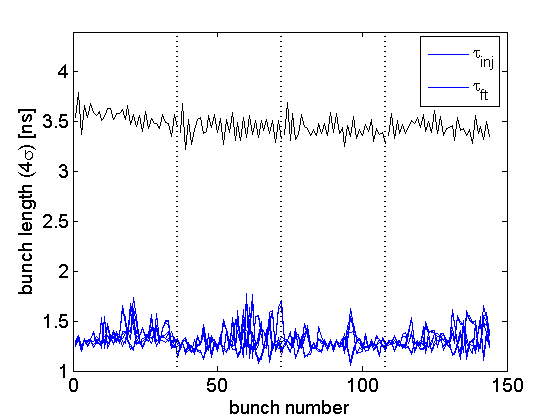 τinj
τft
bunch length (4σ) [ns]
4
3.5
3
2.5
2
1.5
1
0 50 100 150
bunch number